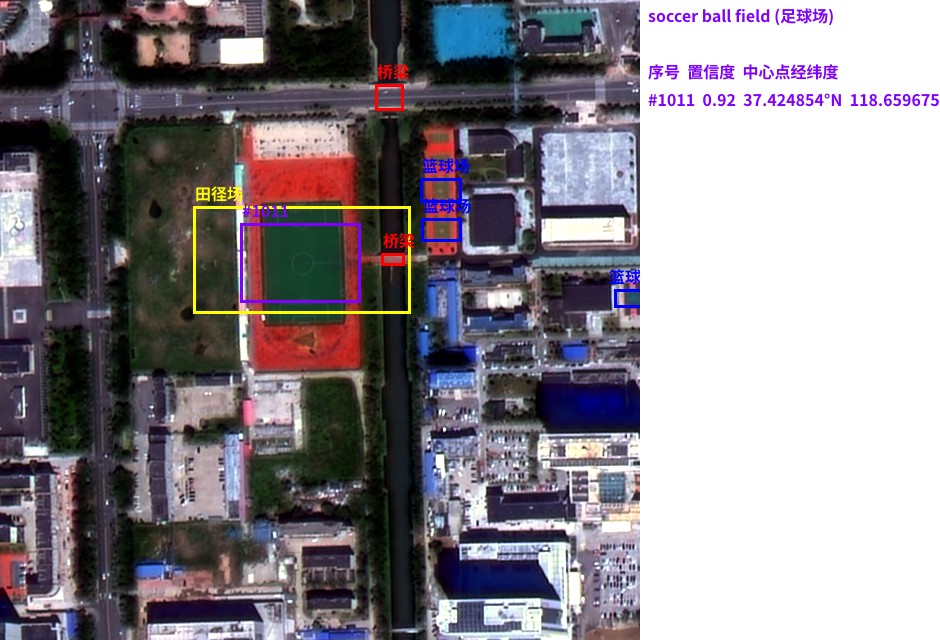 soccer ball field (足球场)
序号 置信度 中心点经纬度
#1011 0.92 37.424854°N 118.659675
桥梁
篮球场
田径场
篮球场
#1011
桥梁
篮球